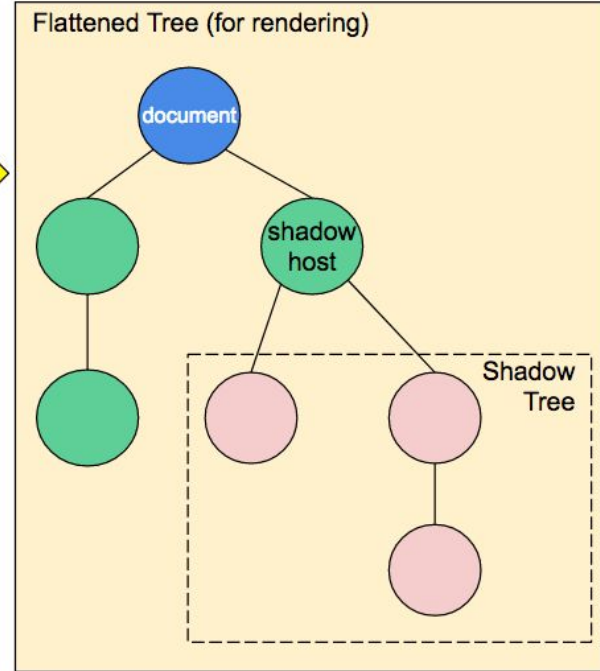 Flattened Tree (for rendering)
document
shadow
host
Shadow
Tree